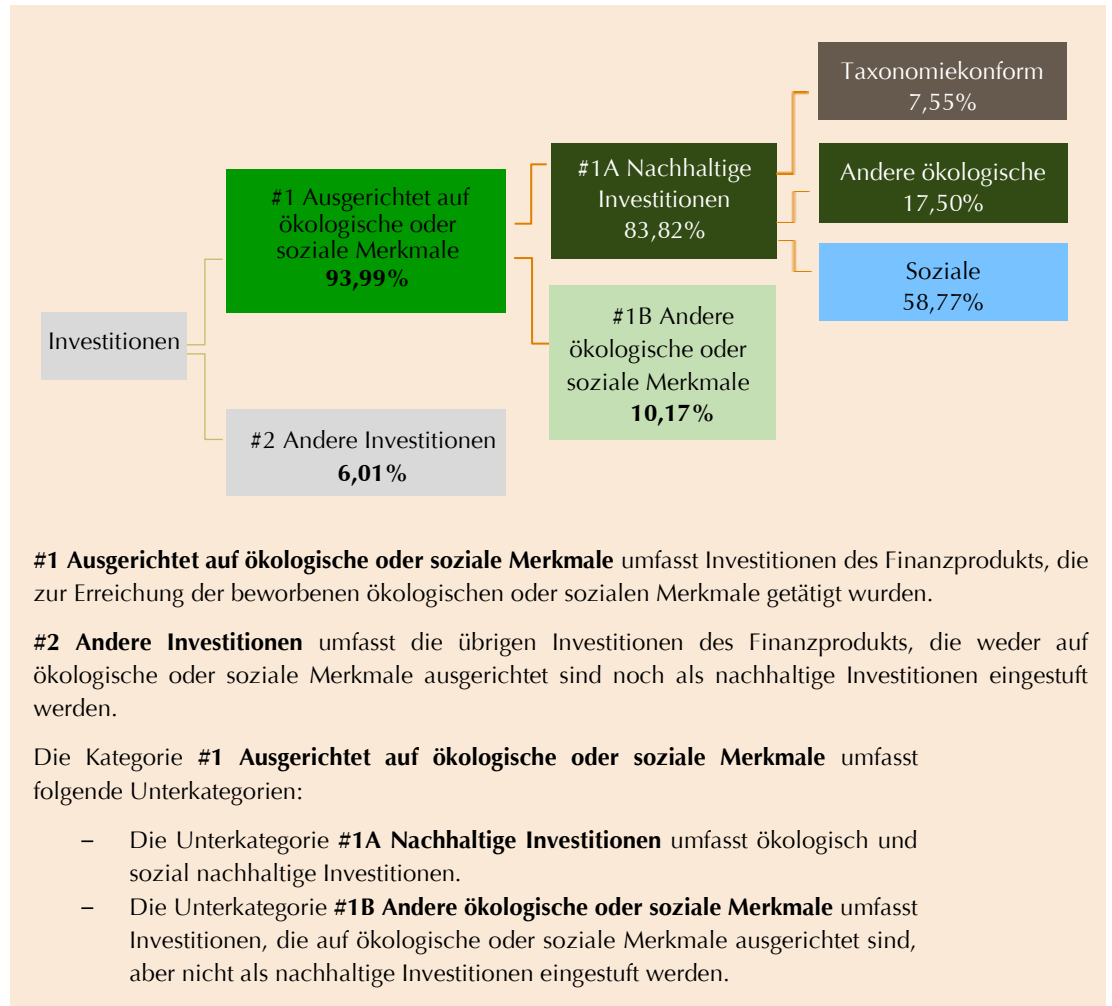 Taxonomiekonform
7,55%
#1A Nachhaltige
Investitionen
83,82%
Andere ökologische
17,50%
#1 Ausgerichtet auf
ökologische oder
soziale Merkmale
93,99%
Soziale
58,77%
Investitionen
#1B Andere
ökologische oder
soziale Merkmale
10,17%
#2 Andere Investitionen
6,01%
#1 Ausgerichtet auf ökologische oder soziale Merkmale umfasst Investitionen des Finanzprodukts, die
zur Erreichung der beworbenen ökologischen oder sozialen Merkmale getätigt wurden.
#2 Andere Investitionen umfasst die übrigen Investitionen des Finanzprodukts, die weder auf
ökologische oder soziale Merkmale ausgerichtet sind noch als nachhaltige Investitionen eingestuft
werden.
Die Kategorie #1 Ausgerichtet auf ökologische oder soziale Merkmale umfasst
folgende Unterkategorien:
– Die Unterkategorie #1A Nachhaltige Investitionen umfasst ökologisch und
sozial nachhaltige Investitionen.
– Die Unterkategorie #1B Andere ökologische oder soziale Merkmale umfasst
Investitionen, die auf ökologische oder soziale Merkmale ausgerichtet sind,
aber nicht als nachhaltige Investitionen eingestuft werden.